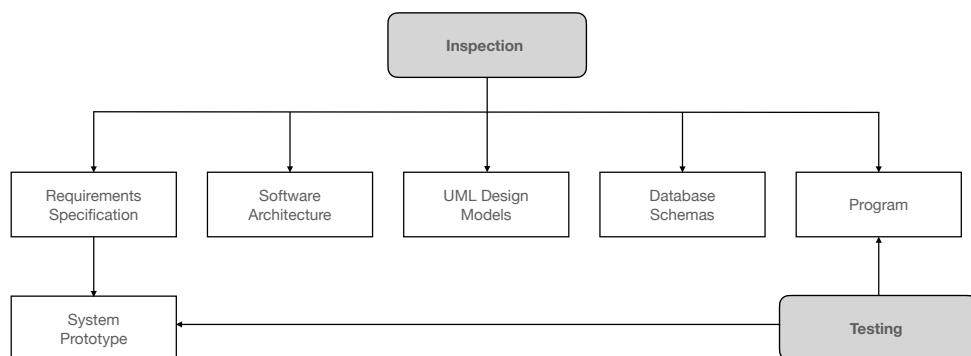 Inspection
Requirements
Specification
Software
Architecture
UML Design
Models
Database
Schemas
Program
System
Prototype
Testing